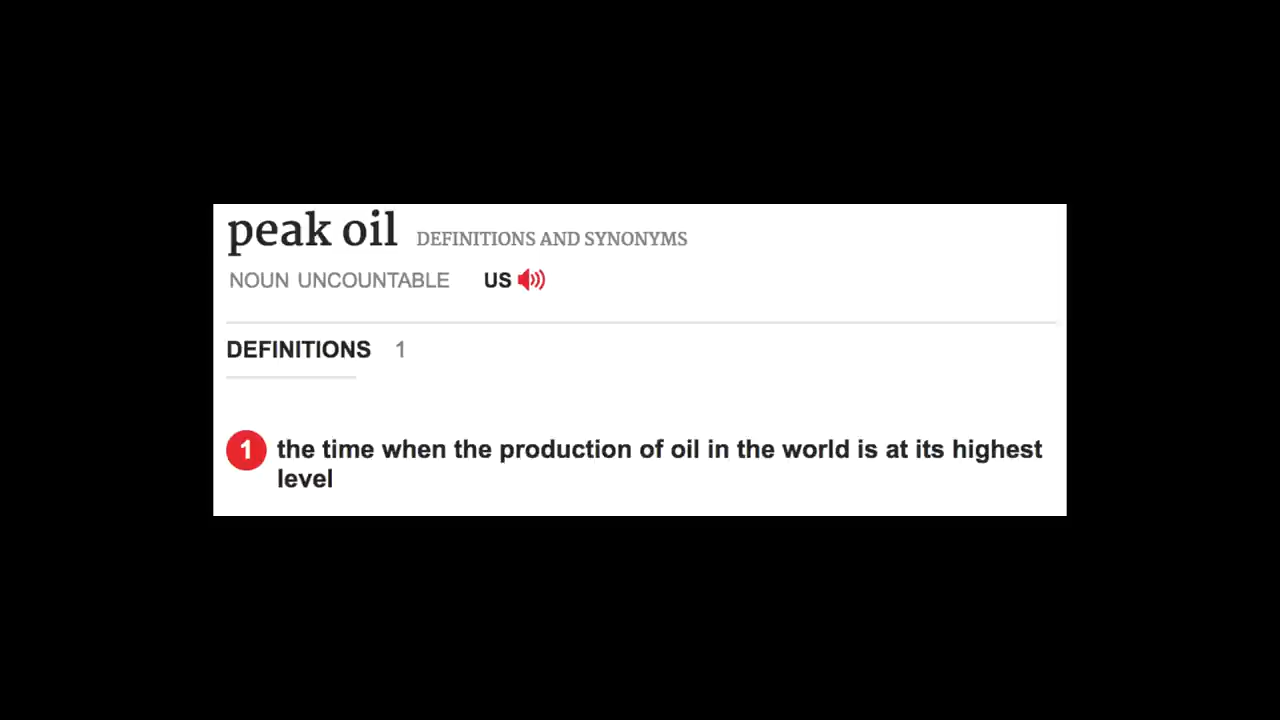 peak oil DEFINITIONS AND SYNONYMS
NOUN UNCOUNTABLE US
DEFINITIONS 1
1 the time when the production of oil in the world is at its highest
level